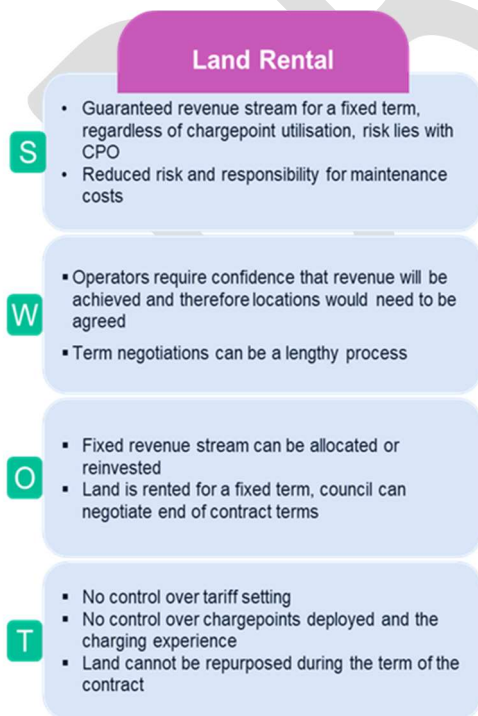 Land Rental
S
• Guaranteed revenue stream for a fixed term,
regardless of chargepoint utilisation, risk lies with
CPO
• Reduced risk and responsibility for maintenance
costs
W
▪ Operators require confidence that revenue will be
achieved and therefore locations would need to be
agreed
▪ Term negotiations can be a lengthy process
O
▪ Fixed revenue stream can be allocated or
reinvested
▪ Land is rented for a fixed term, council can
negotiate end of contract terms
T
▪ No control over tariff setting
▪ No control over chargepoints deployed and the
charging experience
▪ Land cannot be repurposed during the term of the
contract